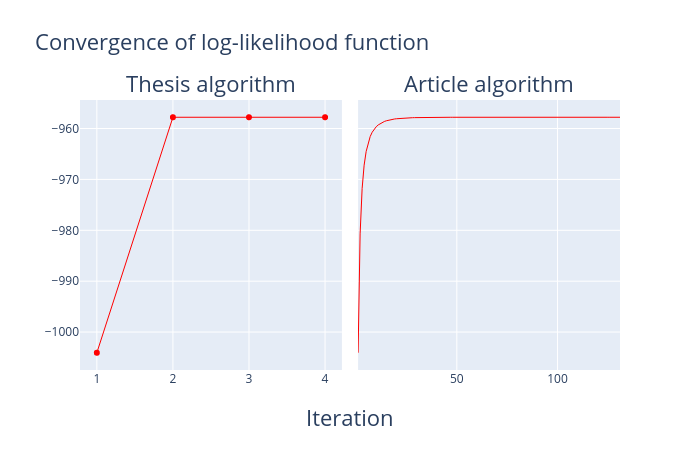 Convergence of log-likelihood function
Thesis algorithm
Article algorithm
−960
−970
−980
−990
−1000
1 2 3 4
50 100
Iteration